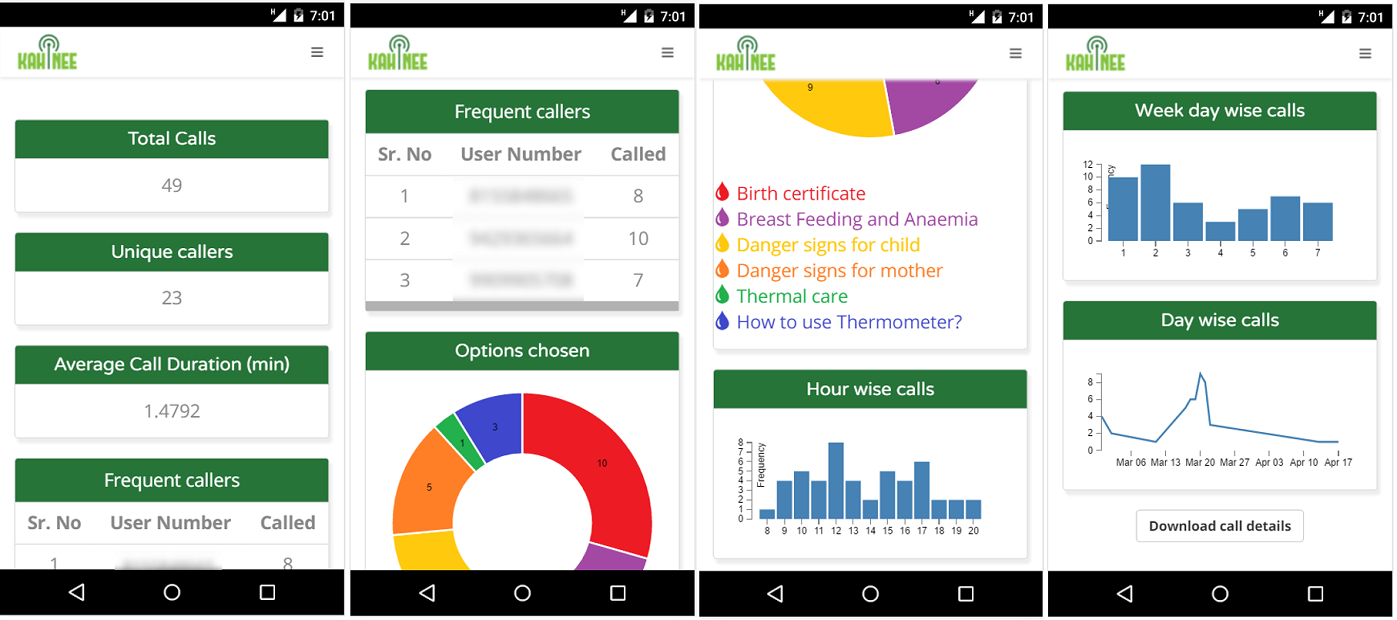 H 7:01
KAHINEE
Total Calls
49
Unique callers
23
Average Call Duration (min)
1.4792
Frequent callers
Sr. No User Number Called
1 8
H 7:01
KAHINEE
Frequent callers
Sr. No User Number Called
1 8
2 10
3 7
Options chosen
3
1
10
5
H 7:01
KAHINEE
9
Birth certificate
Breast Feeding and Anaemia
Danger signs for child
Danger signs for mother
Thermal care
How to use Thermometer?
Hour wise calls
Frequency
8
7
6
5
4
3
2
1
0
8 9 10 11 12 13 14 15 16 17 18 19 20
H 7:01
KAHINEE
Week day wise calls
12
10
8
6
4
2
0
1 2 3 4 5 6 7
Day wise calls
8
6
4
2
0
Mar 06 Mar 13 Mar 20 Mar 27 Apr 03 Apr 10 Apr 17
Download call details